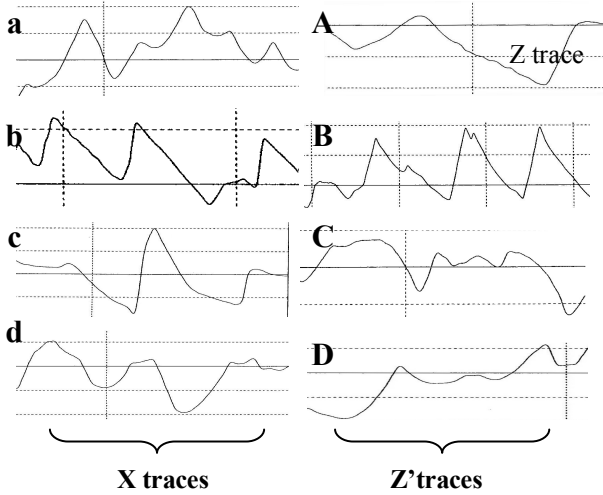 a A
Z trace
b B
c C
d D
X traces Z’traces